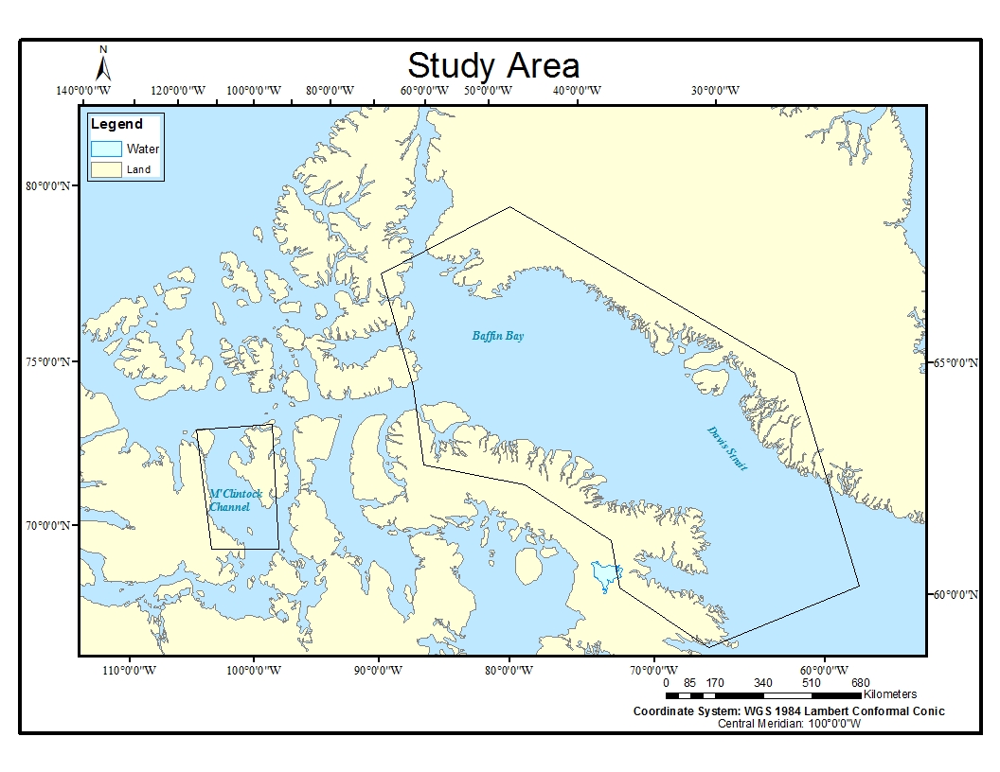 N
Study Area
140°0'0"W 120°0'0"W 100°0'0"W 80°0'0"W 60°0'0"W 50°0'0"W 40°0'0"W 30°0'0"W
Legend
Water
Land
80°0'0"N
Baffin Bay
75°0'0"N
65°0'0"N
Davis Strait
M'Clintock
Channel
70°0'0"N
60°0'0"N
110°0'0"W 100°0'0"W 90°0'0"W 80°0'0"W 70°0'0"W 60°0'0"W
0 85 170 340 510 680
Kilometers
Coordinate System: WGS 1984 Lambert Conformal Conic
Central Meridian: 100°0'0"W